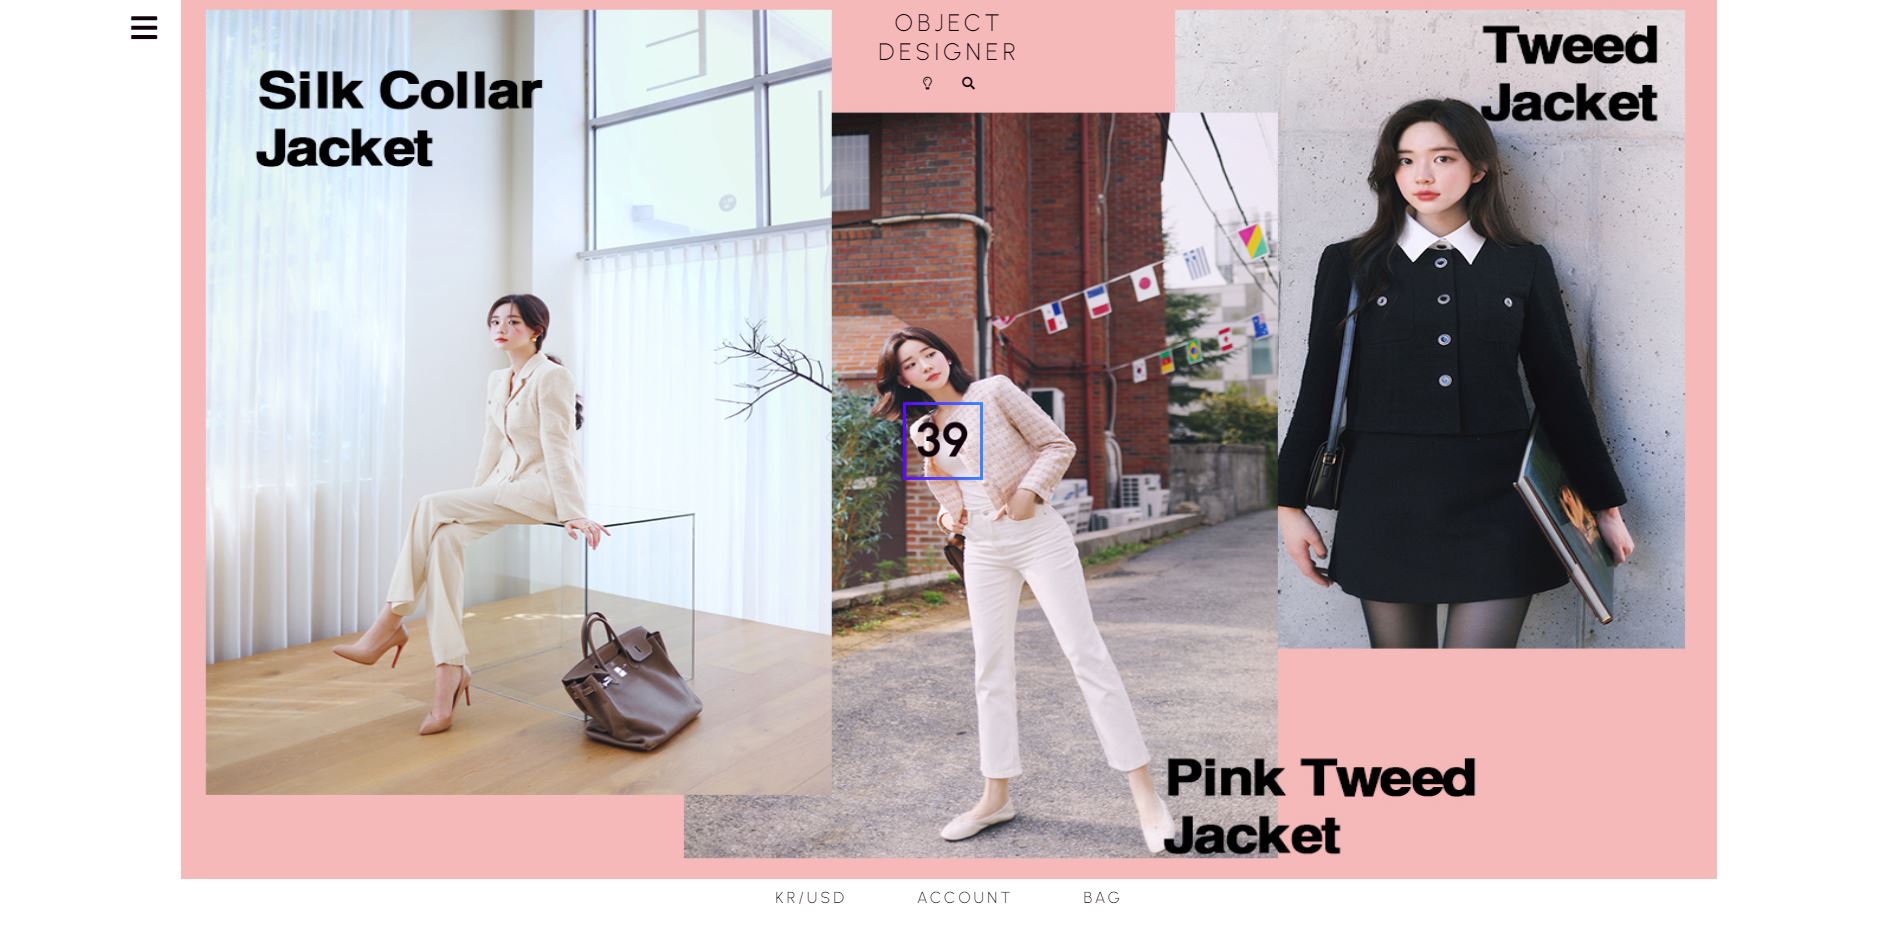 OBJECT
DESIGNER
Silk Collar
Jacket
Tweed
Jacket
39
Pink Tweed
Jacket
KR/USD
ACCOUNT
BAG